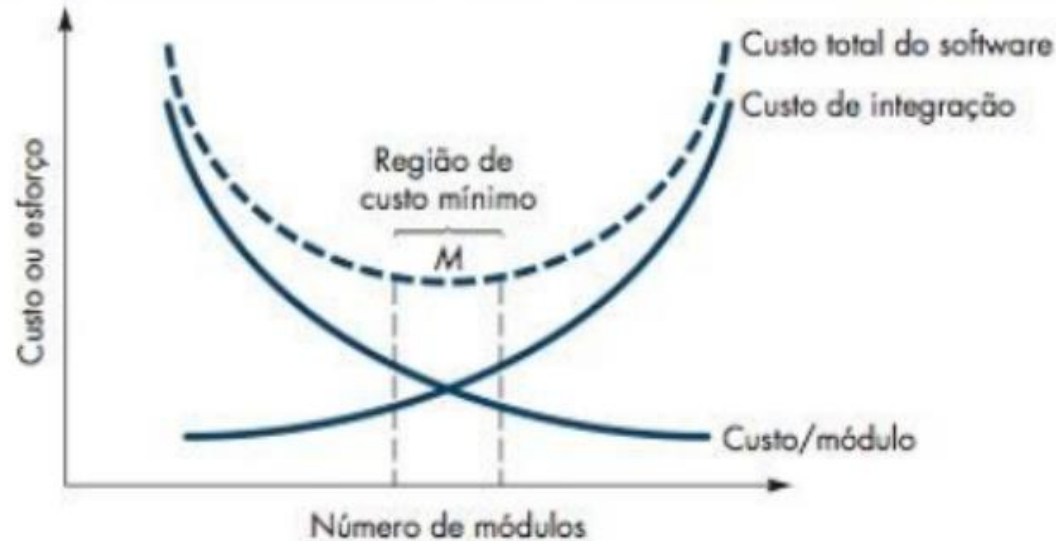 Custo total do software
Custo de integração
Região de
custo mínimo
M
Custo ou esforço
Custo/módulo
Número de módulos